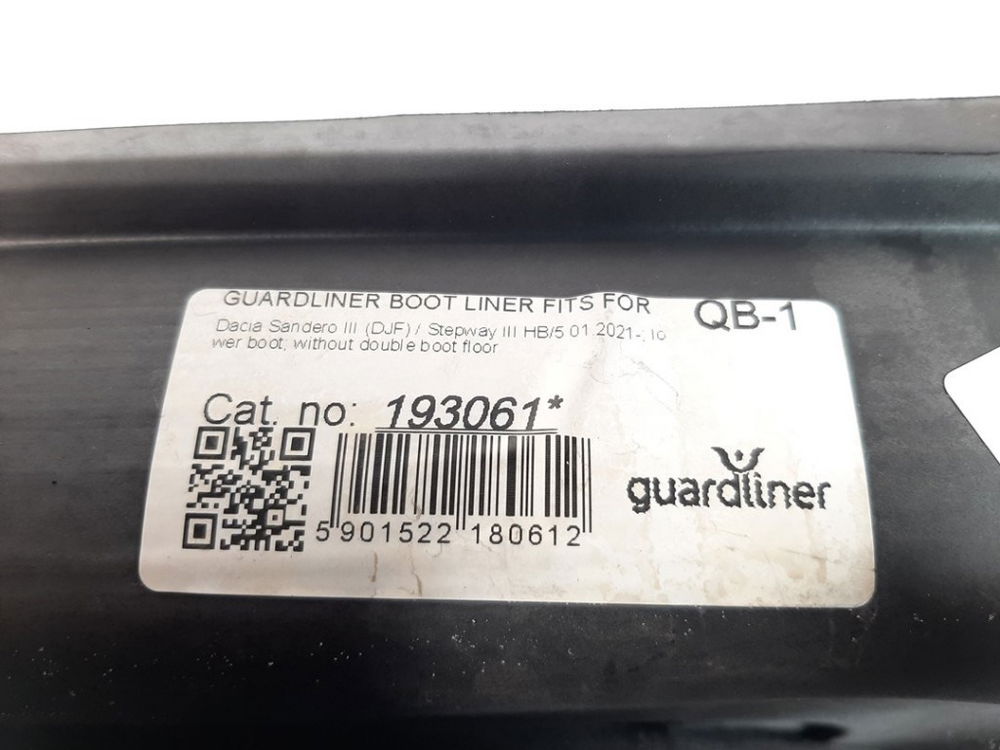 GUARDLINER BOOT LINER FITS FOR
QB-1
Dacia Sandero III (DJF) / Stepway III HB/5 01.2021-; lo
wer boot; without double boot floor
Cat. no: 193061*
guardliner
5 901522 180612